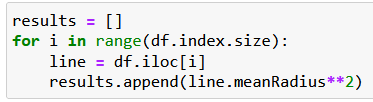 results = []
for i in range(df.index.size):
    line = df.iloc[i]
    results.append(line.meanRadius**2)